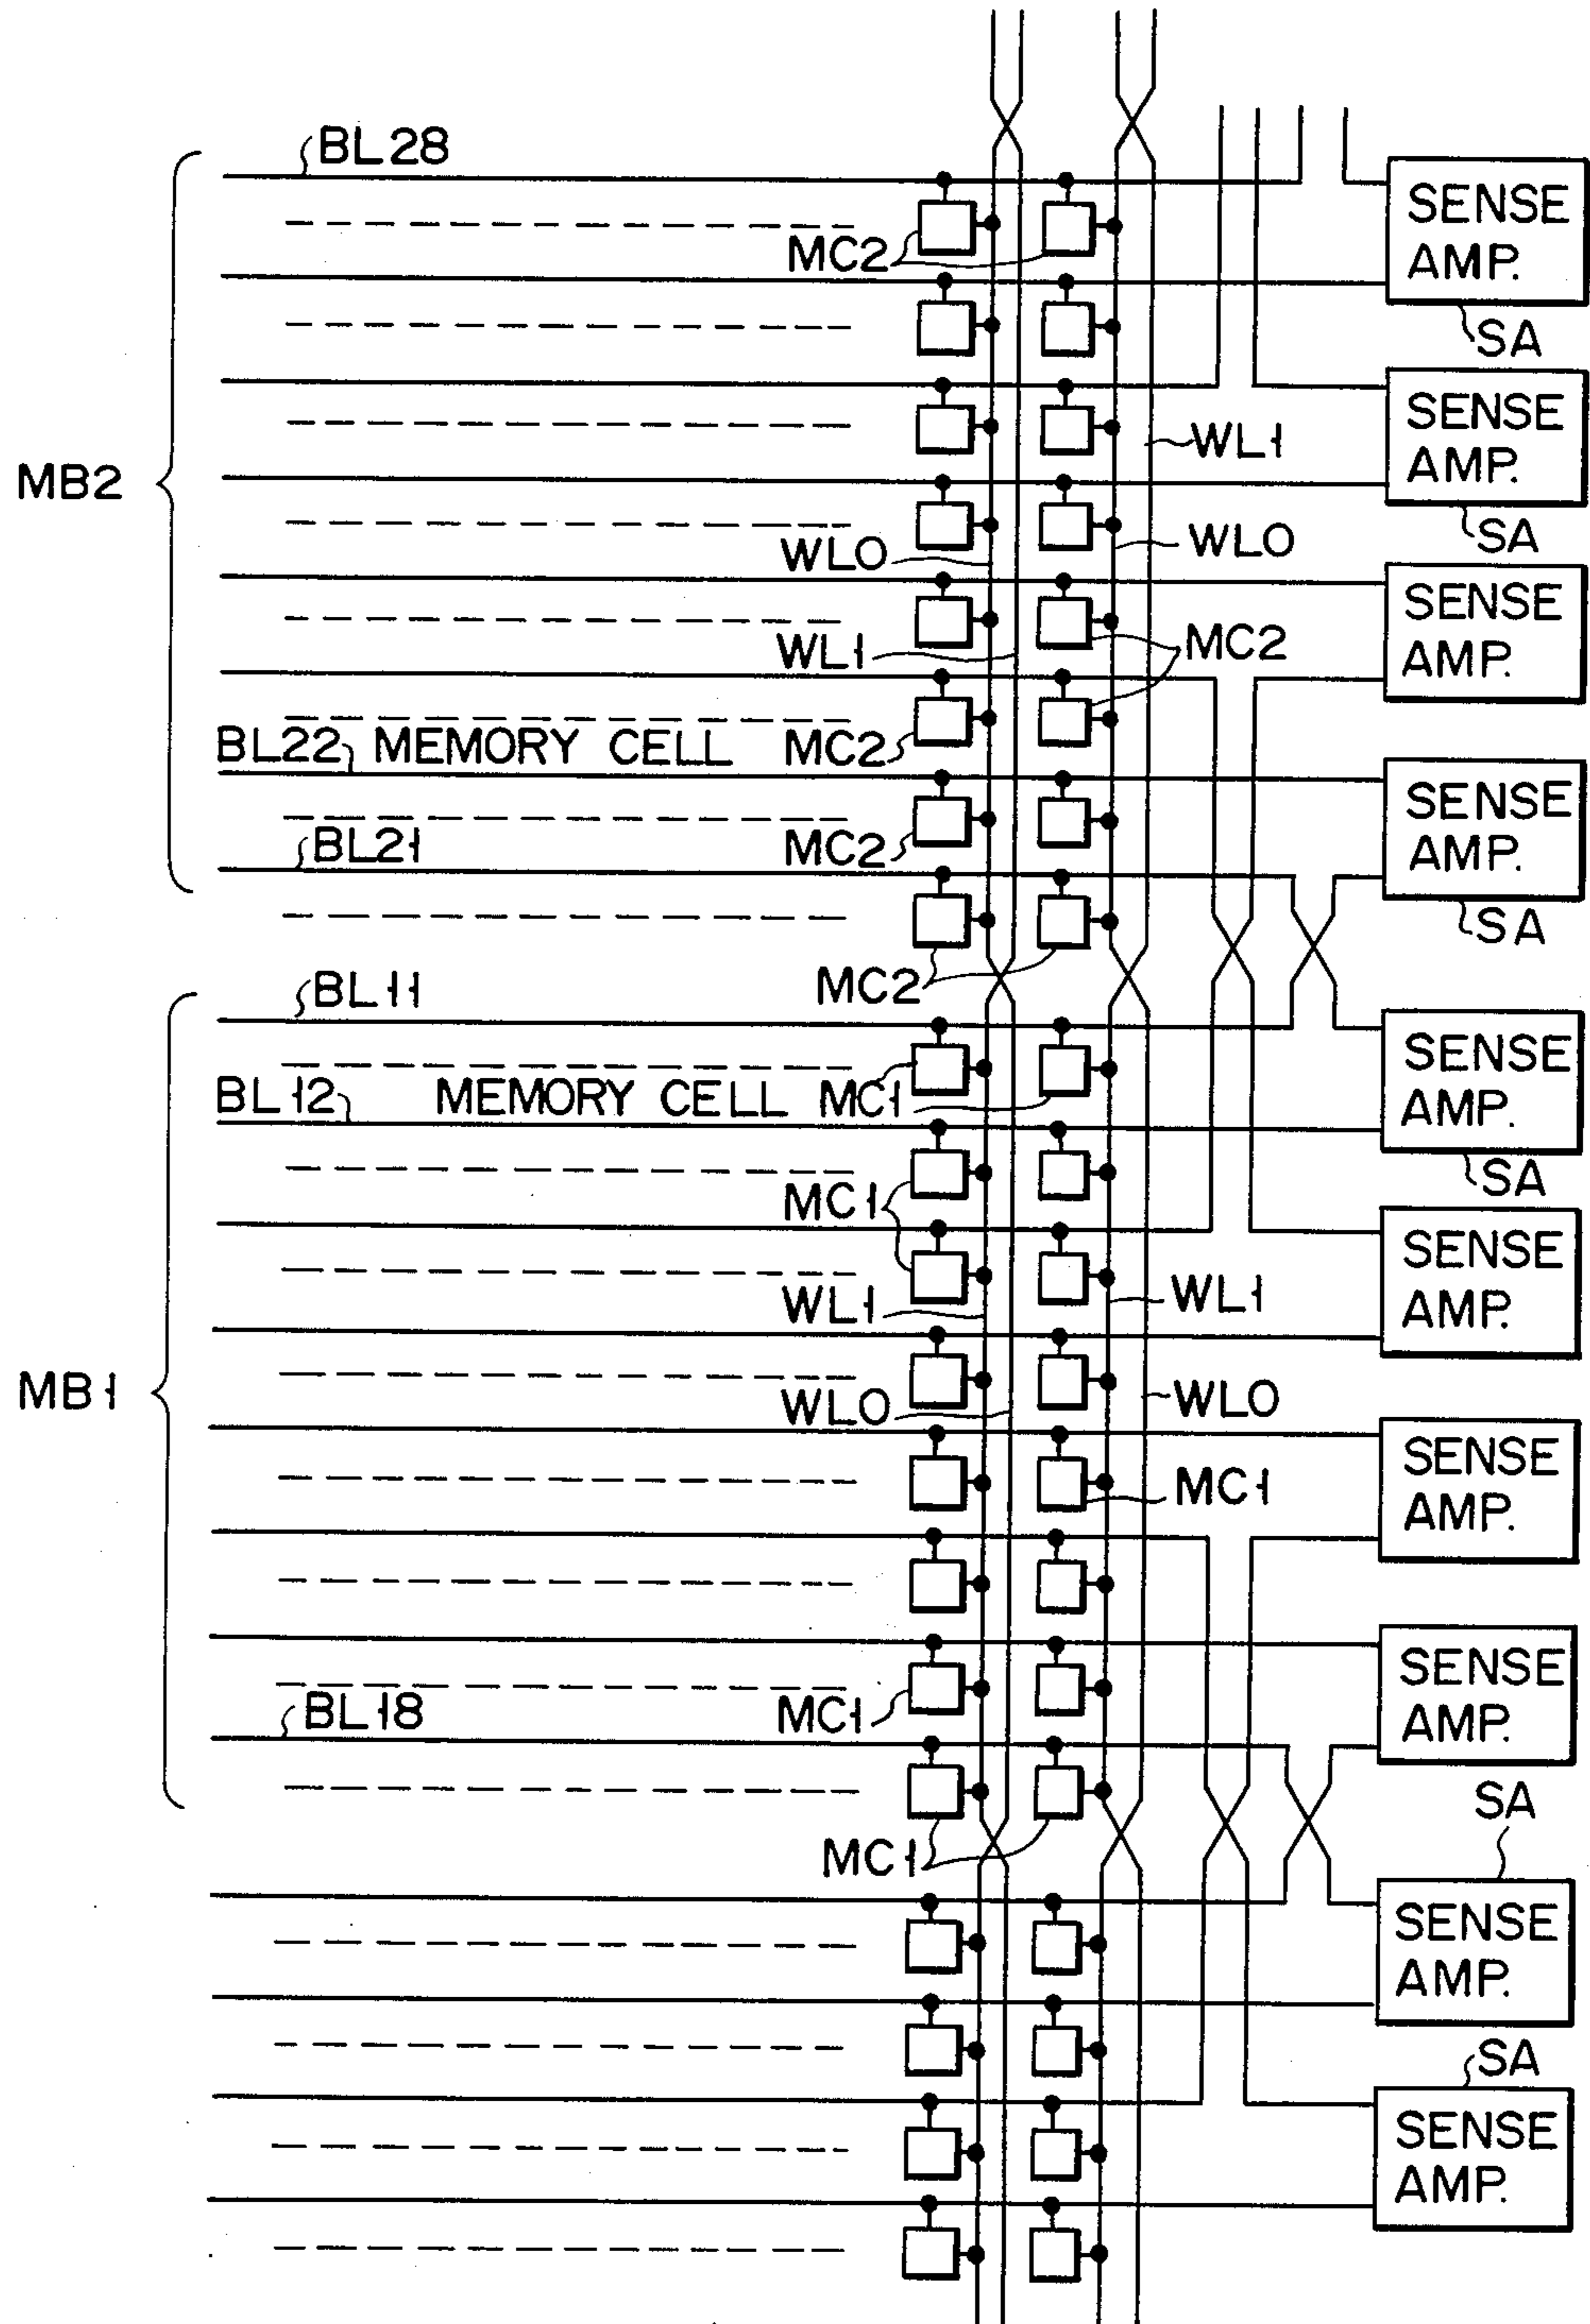 BL28
SENSE
AMP.
MC2
SA
SENSE
AMP.
WL1
MB2
SA
WL0
WL0
SENSE
AMP.
WL1
MC2
BL22 MEMORY CELL MC2
SENSE
AMP.
BL21
MC2
SA
MC2
BL11
SENSE
AMP.
BL12 MEMORY CELL MC1
SA
MC1
SENSE
AMP.
WL1
WL1
MB1
WL0
WL0
SENSE
AMP.
MC1
SENSE
AMP.
BL18
MC1
SA
MC1
SENSE
AMP.
SA
SENSE
AMP.